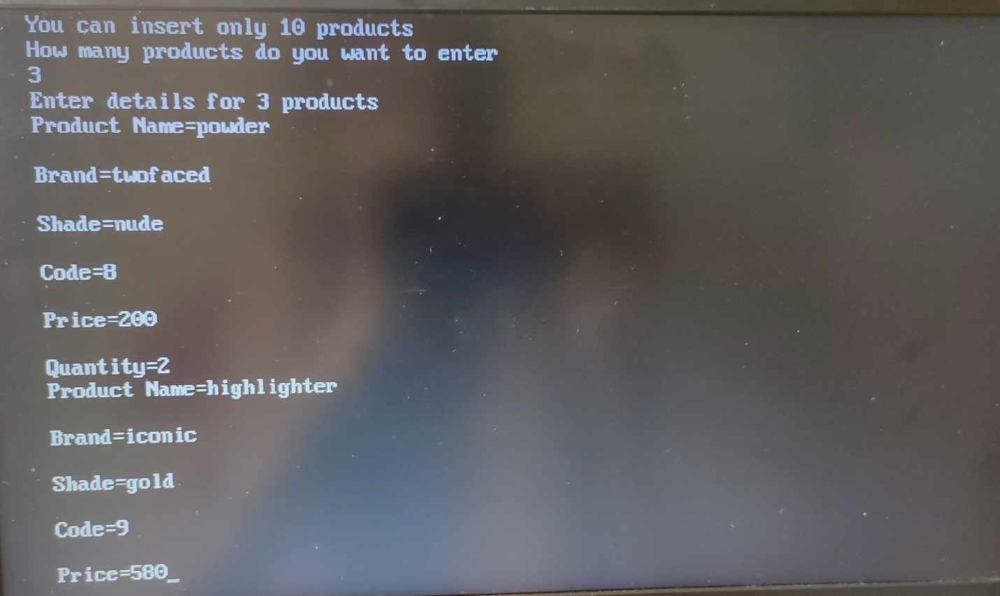 You can insert only 10 products
How many products do you want to enter
3
Enter details for 3 products
Product Name=powder
Brand=twofaced
Shade=nude
Code=8
Price=200
Quantity=2
Product Name=highlighter
Brand=iconic
Shade=gold
Code=9
Price=580_